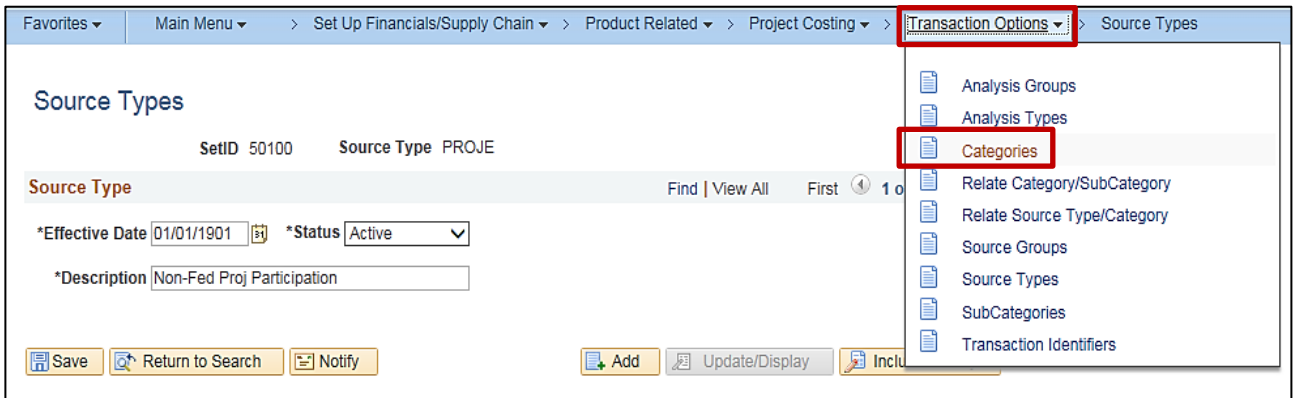 Favorites Main Menu > Set Up Financials/Supply Chain > Product Related > Project Costing > Transaction Options > Source Types
Analysis Groups
Analysis Types
Categories
Relate Category/SubCategory
Relate Source Type/Category
Source Groups
Source Types
SubCategories
Transaction Identifiers
Source Types
SetID 50100 Source Type PROJE
Source Type Find | View All First 1 o
*Effective Date 01/01/1901 31 *Status Active
*Description Non-Fed Proj Participation
Save Return to Search Notify Add Update/Display Inclu